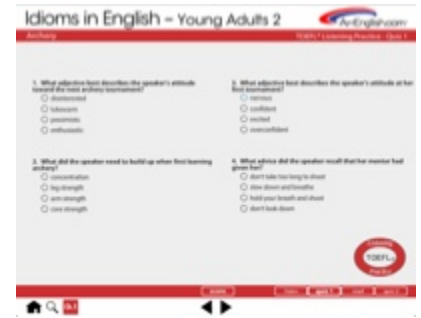 Idioms in English – Young Adults 2
Archery
TOEFL® Listening Practice - Quiz 1
1. What adjective best describes the speaker's attitude
toward the next archery tournament?
disinterested
lukewarm
pessimistic
enthusiastic
2. What adjective best describes the speaker's attitude at her
first tournament?
nervous
confident
excited
overconfident
3. What did the speaker need to build up when first learning
archery?
concentration
leg strength
arm strength
core strength
4. What advice did the speaker recall that her mentor had
given her?
don't take too long to shoot
slow down and breathe
hold your breath and shoot
don't look down
TOEFL®
Practice
quiz 1
quiz 2